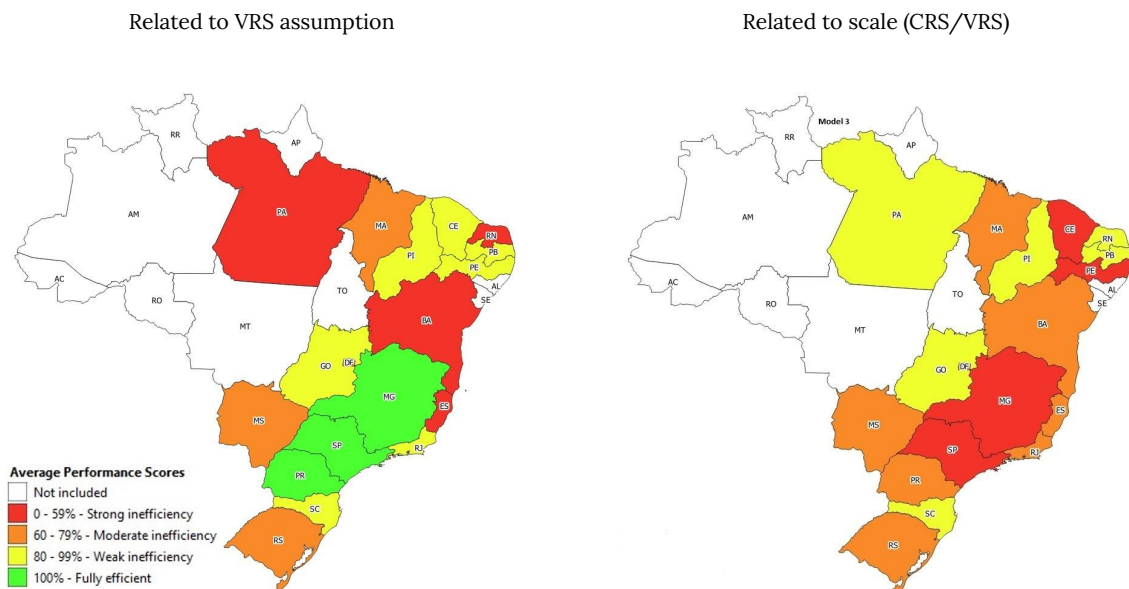 Related to VRS assumption
Related to scale (CRS/VRS)
RR
AP
AM
PA
MA
CE
RN
PB
PI
PE
AL
SE
AC
RO
TO
MT
BA
GO
(DF)
MG
ES
MS
SP
RJ
PR
SC
RS
Average Performance Scores
Not included
0 - 59% - Strong inefficiency
60 - 79% - Moderate inefficiency
80 - 99% - Weak inefficiency
100% - Fully efficient
Model 3
RR
AP
AM
PA
MA
CE
RN
PB
PI
PE
AL
SE
AC
RO
TO
MT
BA
GO
(DF)
MG
ES
MS
SP
RJ
PR
SC
RS